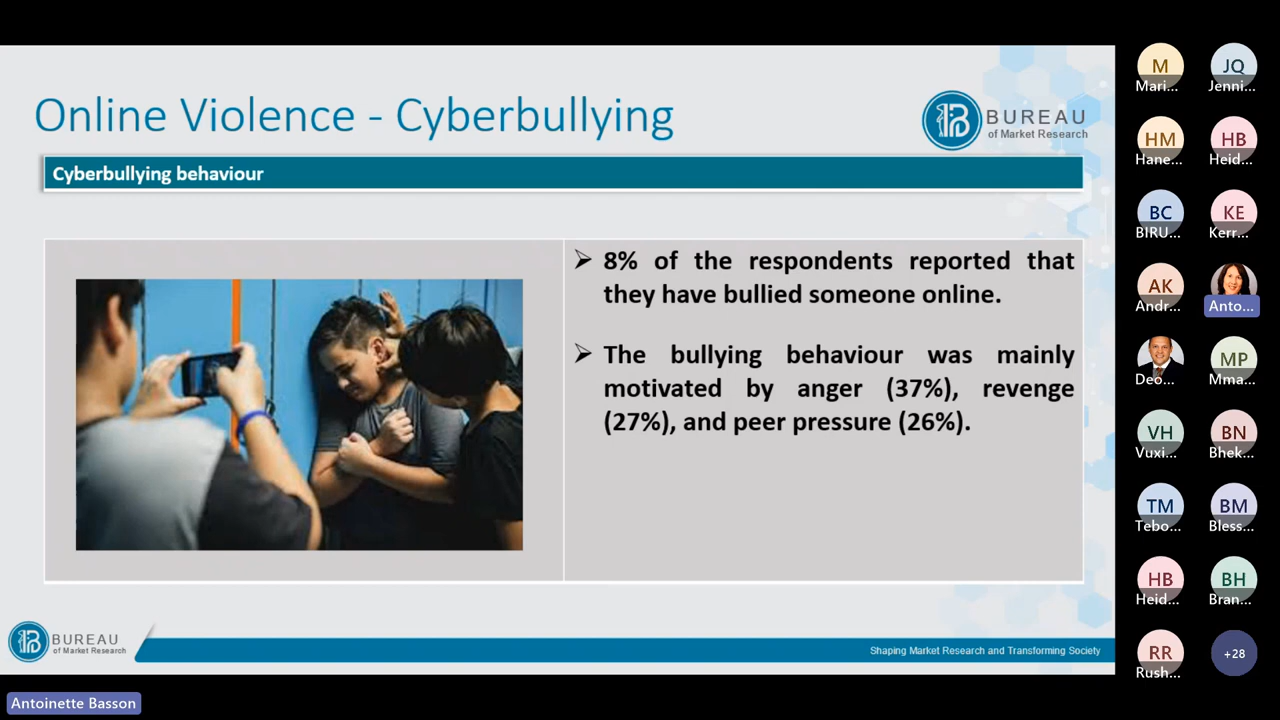 Online Violence - Cyberbullying
BUREAU
of Market Research
Cyberbullying behaviour
8% of the respondents reported that
they have bullied someone online.
The bullying behaviour was mainly
motivated by anger (37%), revenge
(27%), and peer pressure (26%).
BUREAU
of Market Research
Shaping Market Research and Transforming Society
Antoinette Basson
M
Mari...
JQ
Jenni...
HM
Hane...
HB
Heid...
BC
BIRU...
KE
Kerr...
AK
Andr...
Anto...
Deo...
MP
Mma...
VH
Vuxi...
BN
Bhek...
TM
Tebo...
BM
Bless...
HB
Heid...
BH
Bran...
RR
Rush...
+28